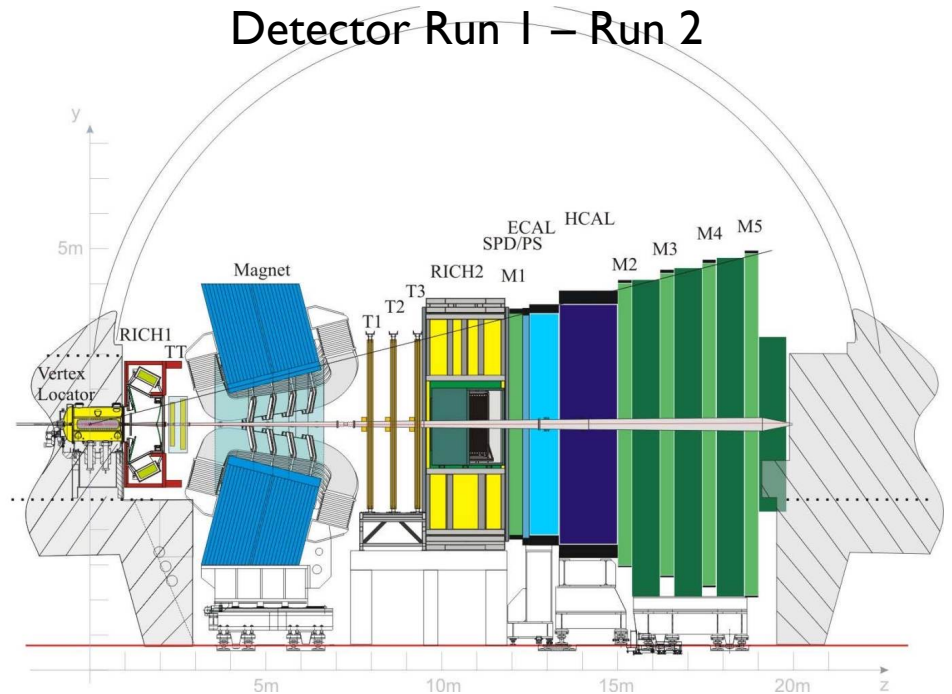 Detector Run 1 – Run 2
y
5m
Magnet
RICH1
TT
Vertex
Locator
T1
T2
T3
RICH2
SPD/PS
M1
ECAL
HCAL
M2
M3
M4
M5
5m
10m
15m
20m
z